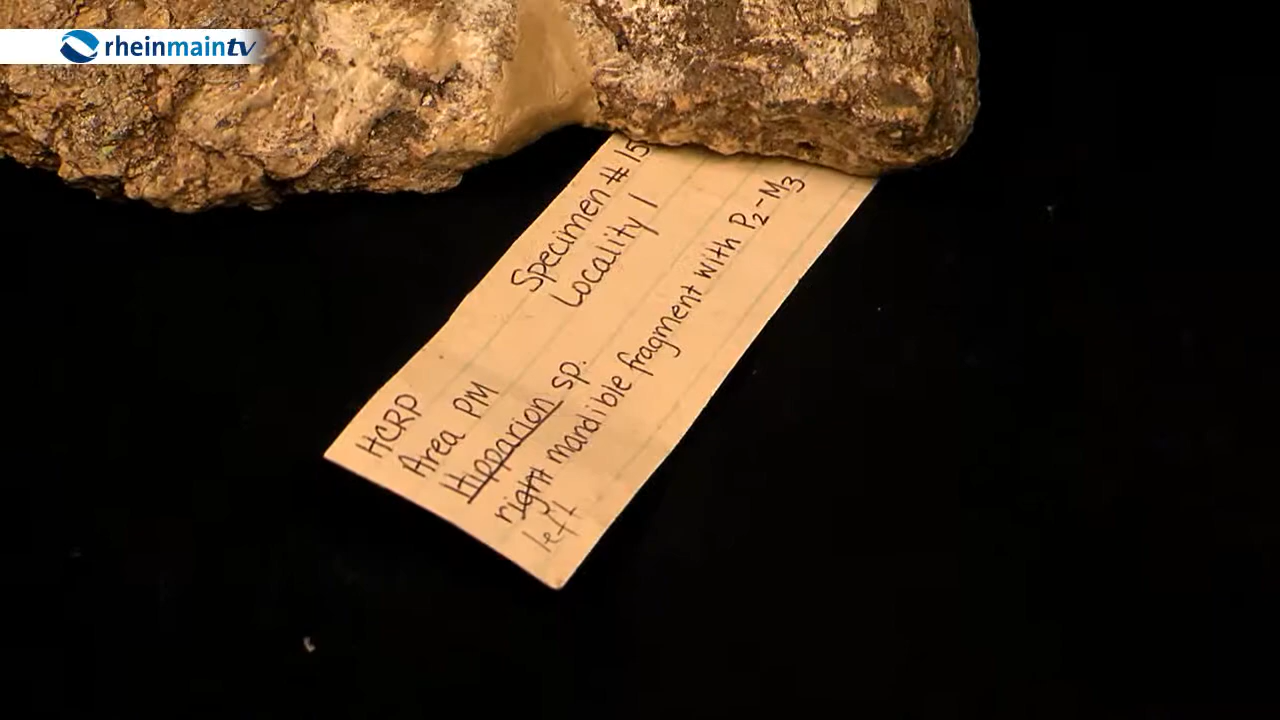 rheinmaintv
HCRP Specimen # 15
Area PM Locality 1
Hipparion sp.
right mandible fragment with P2-M3
left